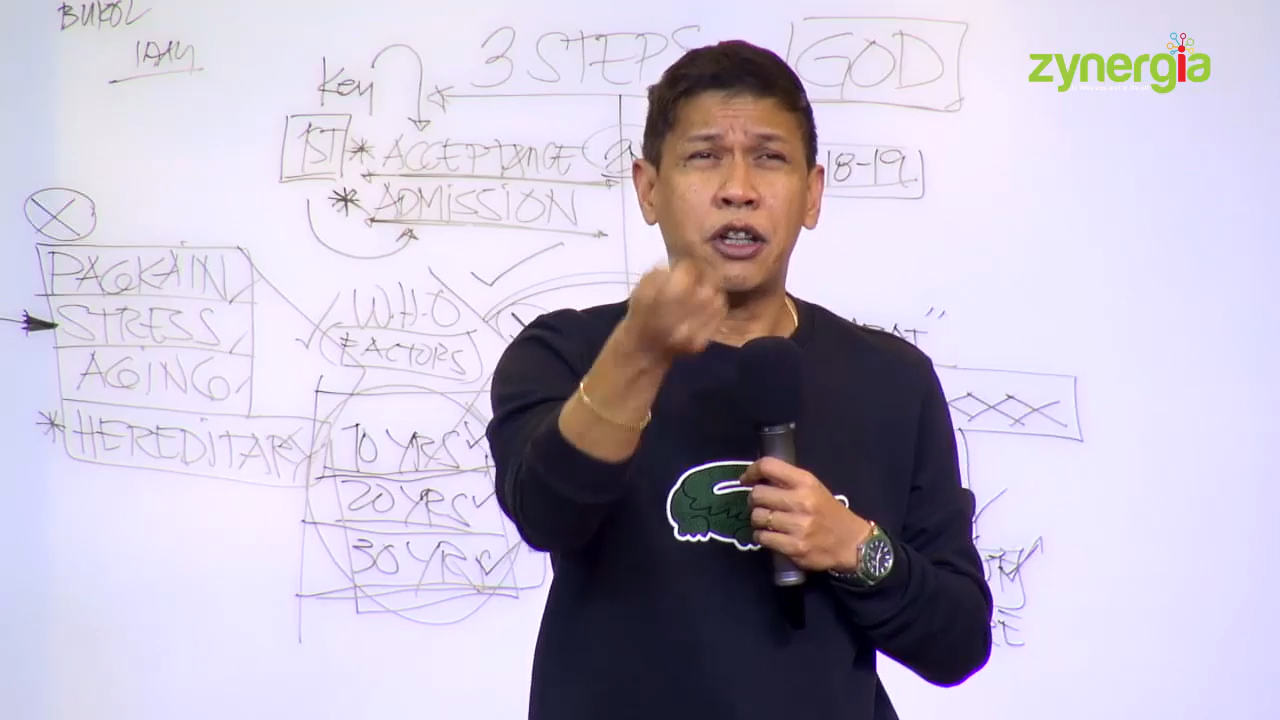 BUKOL
3 STEPS
GOD
zynergia
Key
1ST * ACCEPTANCE
18-19
* ADMISSION
PAGKAIN
STRESS
AGING
* HEREDITARY
W.H.O
FACTORS
10 YRS
20 YRS
30 YRS